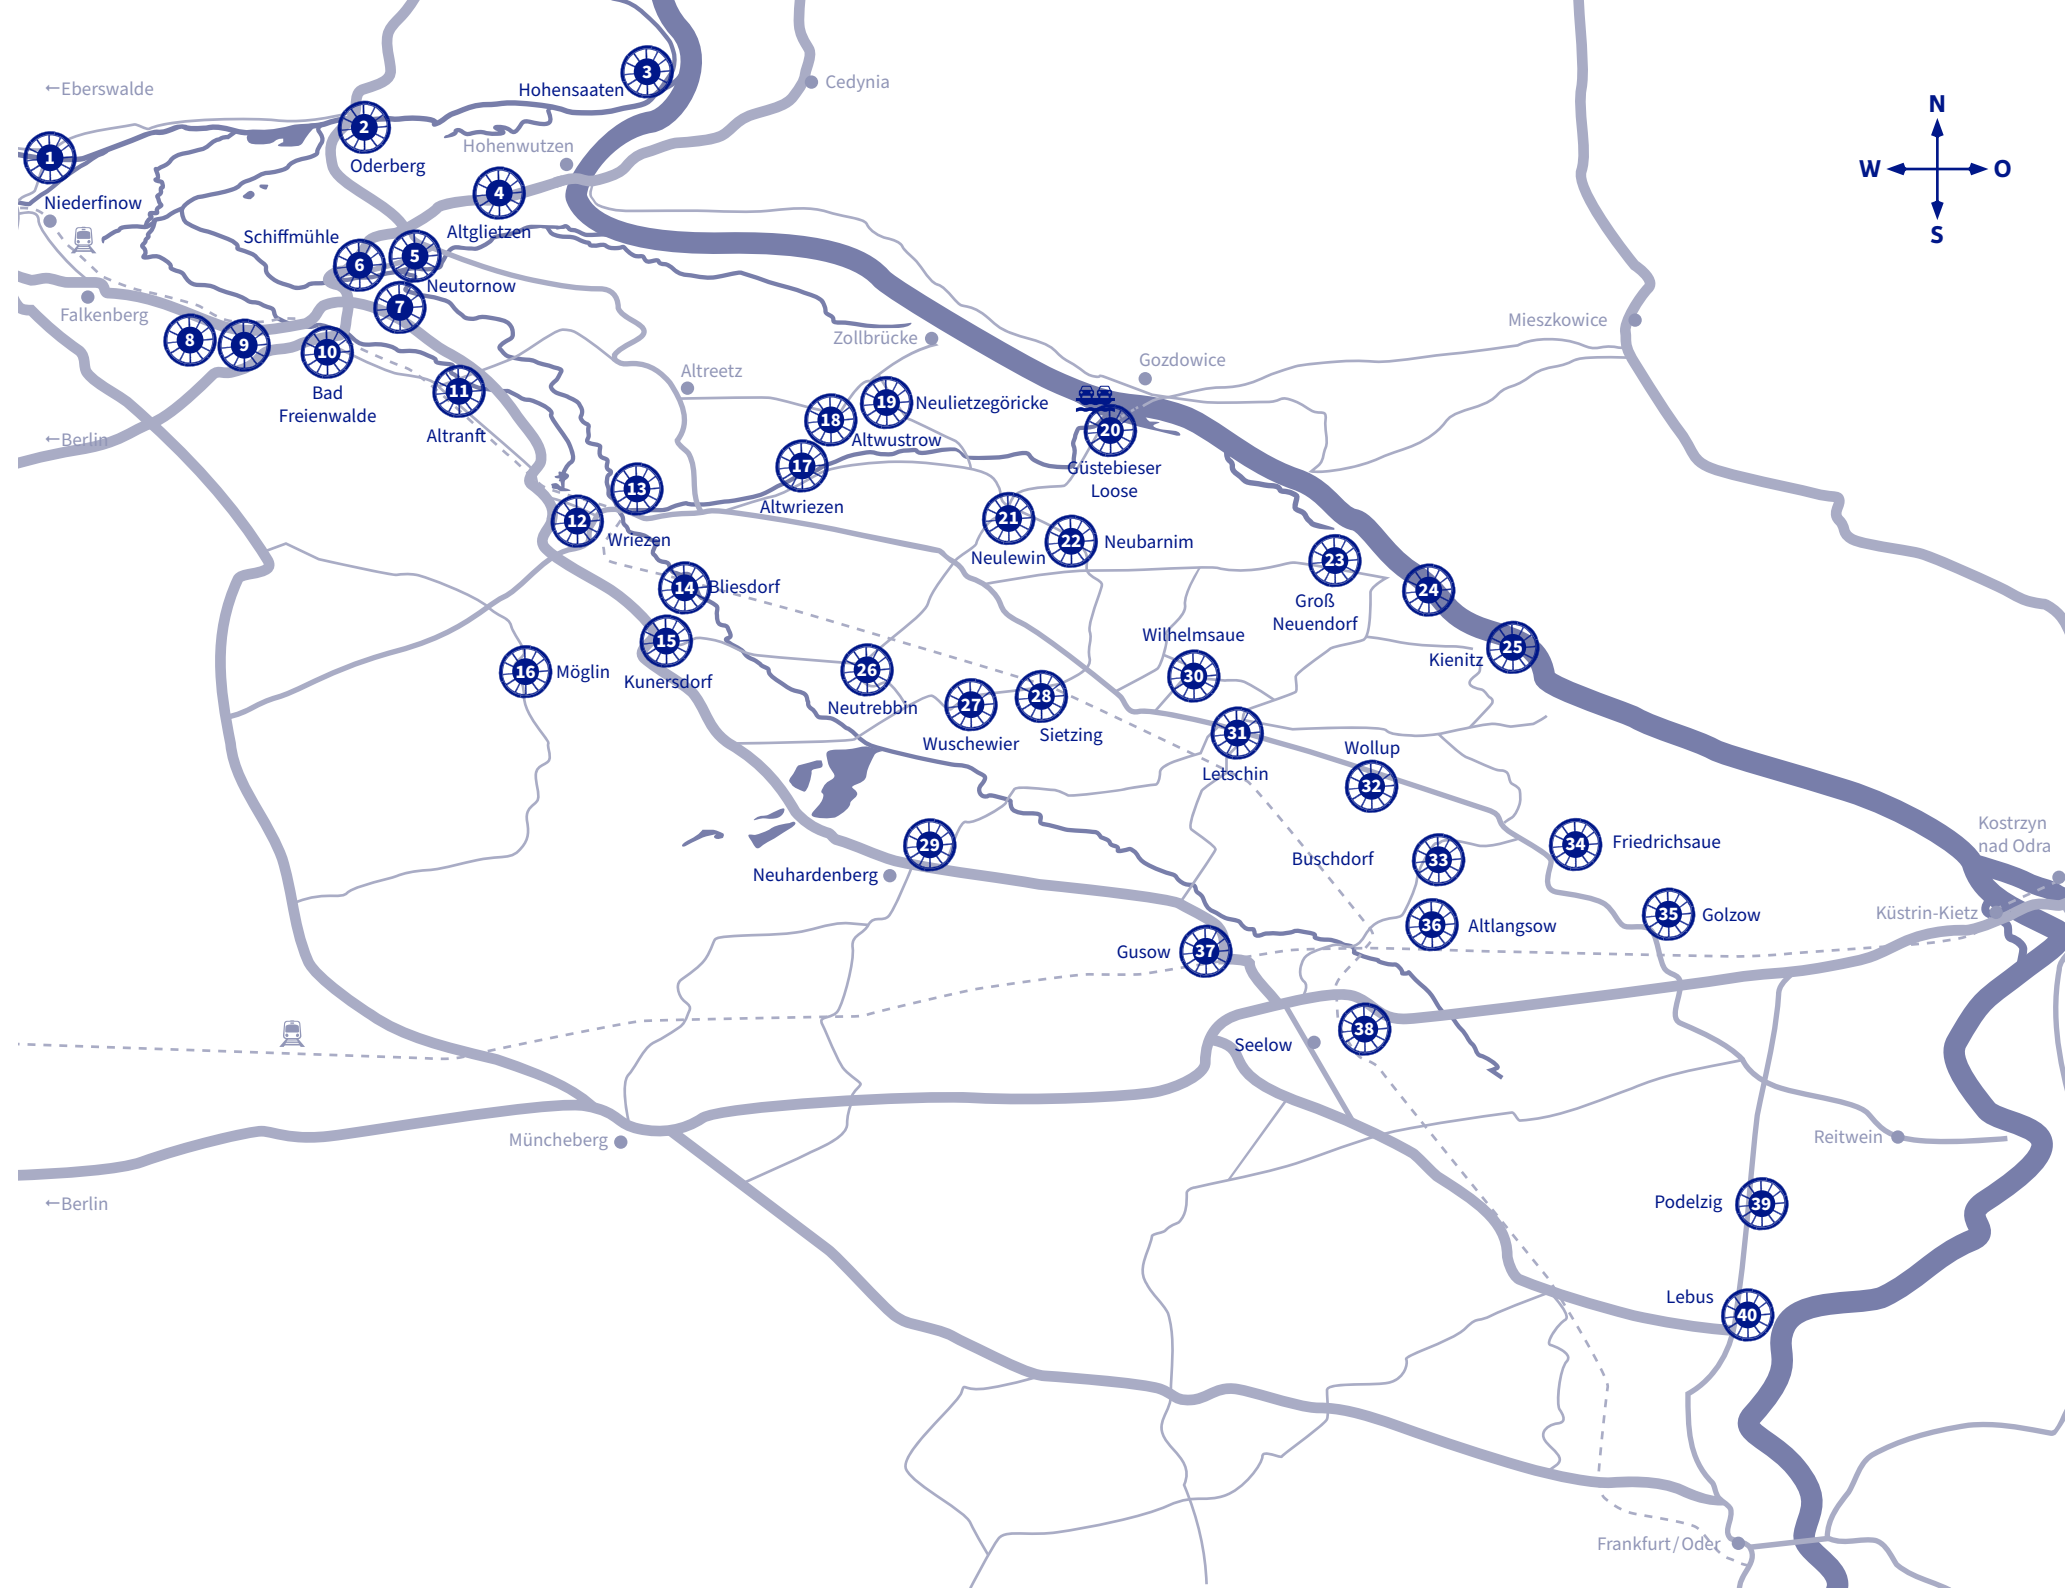 3
Hohensaaten
Cedynia
←Eberswalde
N
W
O
S
2
Oderberg
1
Niederfinow
Hohenwutzen
4
Altglietzen
Schiffmühle
6
5
Neutornow
7
Falkenberg
8
9
10
Bad
Freienwalde
11
Altranft
←Berlin
Zollbrücke
Altreetz
Gozdowice
Mieszkowice
19
Neulietzegöricke
18
Altwustrow
17
Altwriezen
20
Güstebieser
Loose
13
12
Wriezen
21
Neulewin
22
Neubarnim
23
Groß
Neuendorf
24
25
Kienitz
14
Bliesdorf
15
Kunersdorf
16
Möglin
26
Neutrebbin
27
Wuschewier
28
Sietzing
Wilhelmsaue
30
31
Letschin
Wollup
32
29
Neuhardenberg
Buschdorf
33
34
Friedrichsaue
Kostrzyn
nad Odra
35
Golzow
Küstrin-Kietz
36
Altlangsow
Gusow
37
38
Seelow
Müncheberg
Reitwein
←Berlin
Podelzig
39
Lebus
40
Frankfurt/Oder